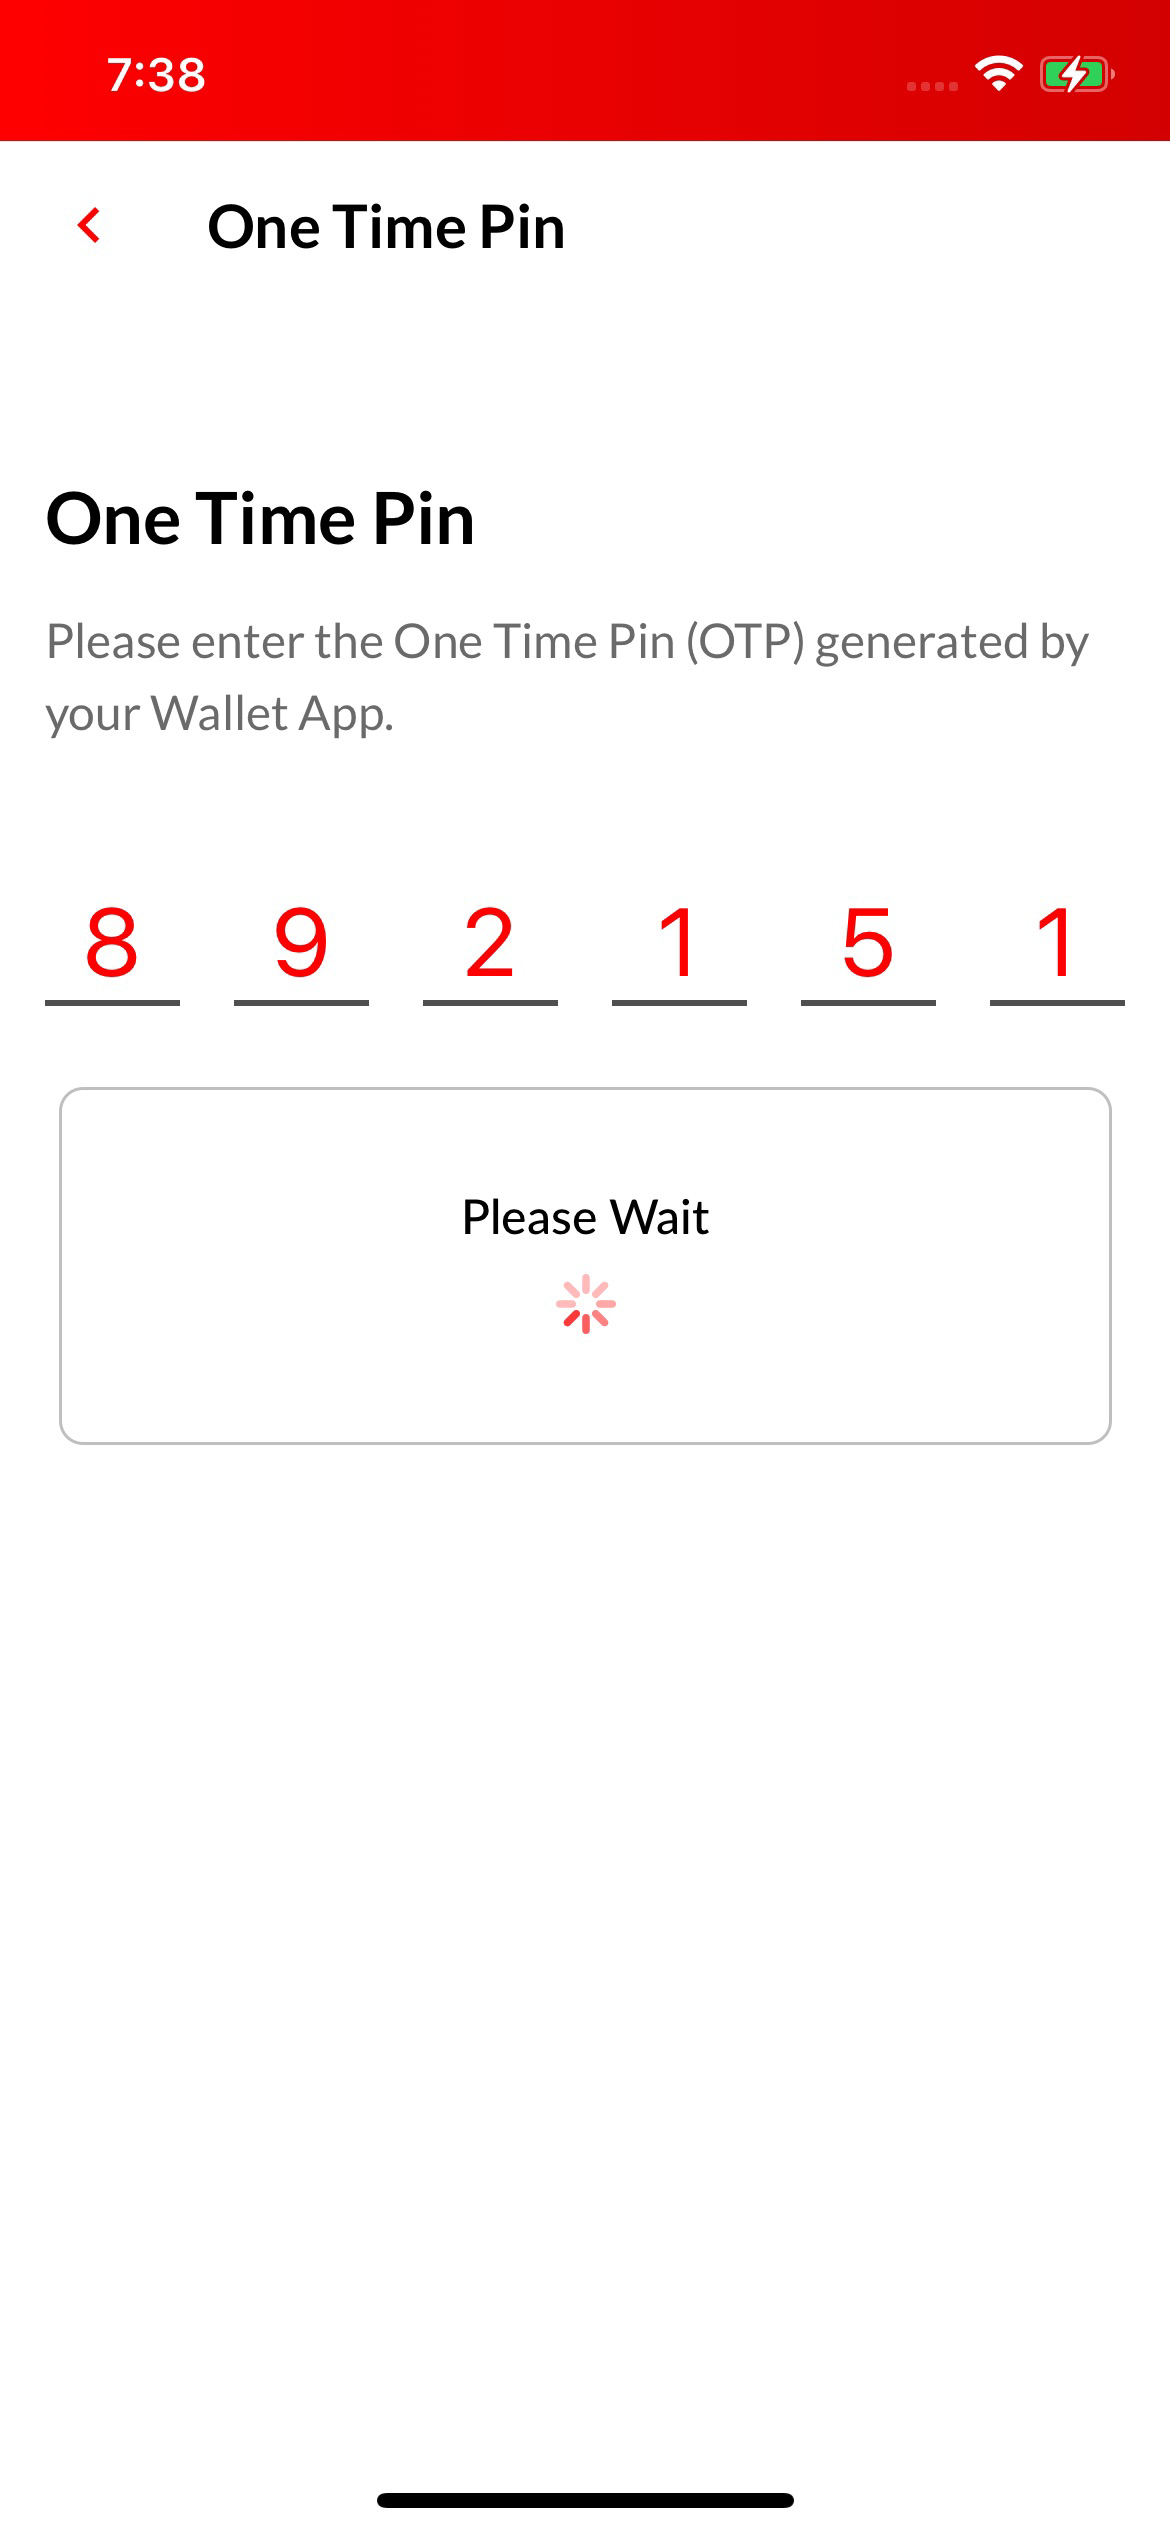 7:38
One Time Pin
One Time Pin
Please enter the One Time Pin (OTP) generated by
your Wallet App.
8 9 2 1 5 1
Please Wait